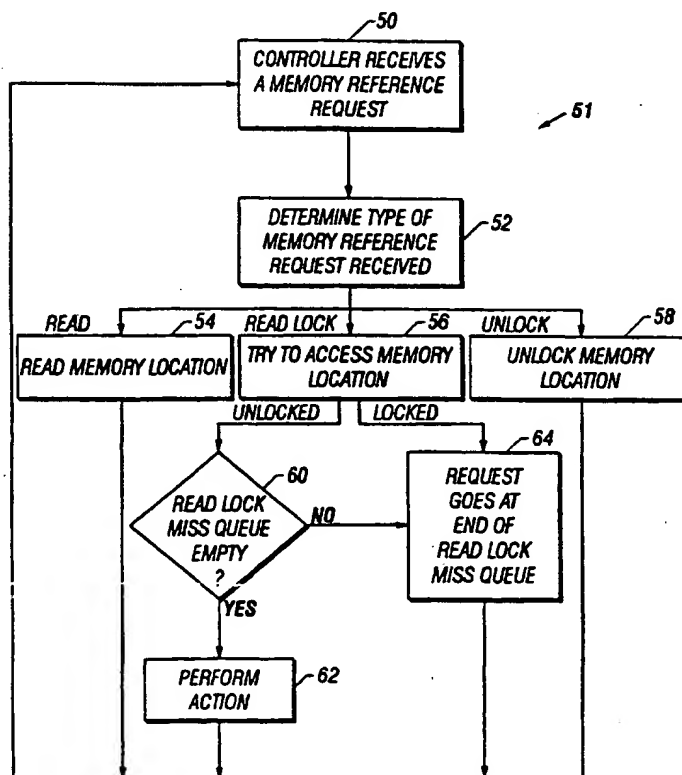 50
CONTROLLER RECEIVES
A MEMORY REFERENCE
REQUEST
51
DETERMINE TYPE OF
MEMORY REFERENCE
REQUEST RECEIVED
52
READ
54
READ LOCK
56
UNLOCK
58
READ MEMORY LOCATION
TRY TO ACCESS MEMORY
LOCATION
UNLOCK MEMORY
LOCATION
UNLOCKED
LOCKED
60
64
READ LOCK
MISS QUEUE
EMPTY
?
NO
YES
REQUEST
GOES AT
END OF
READ LOCK
MISS QUEUE
PERFORM
ACTION
62